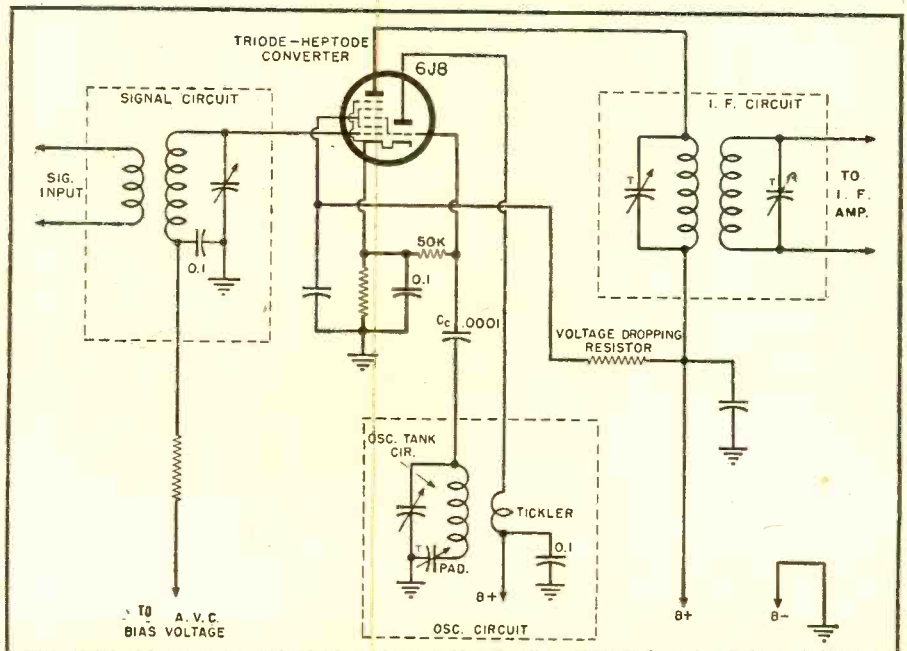 TRIODE-HEPTODE
CONVERTER
6J8
SIGNAL CIRCUIT
SIG.
INPUT
0.1
50K
0.1
Cc .0001
I. F. CIRCUIT
T
T
TO
I. F.
AMP.
VOLTAGE DROPPING
RESISTOR
OSC. TANK
CIR.
T
PAD.
TICKLER
0.1
B+
OSC. CIRCUIT
TO A.V.C.
BIAS VOLTAGE
B+
B-